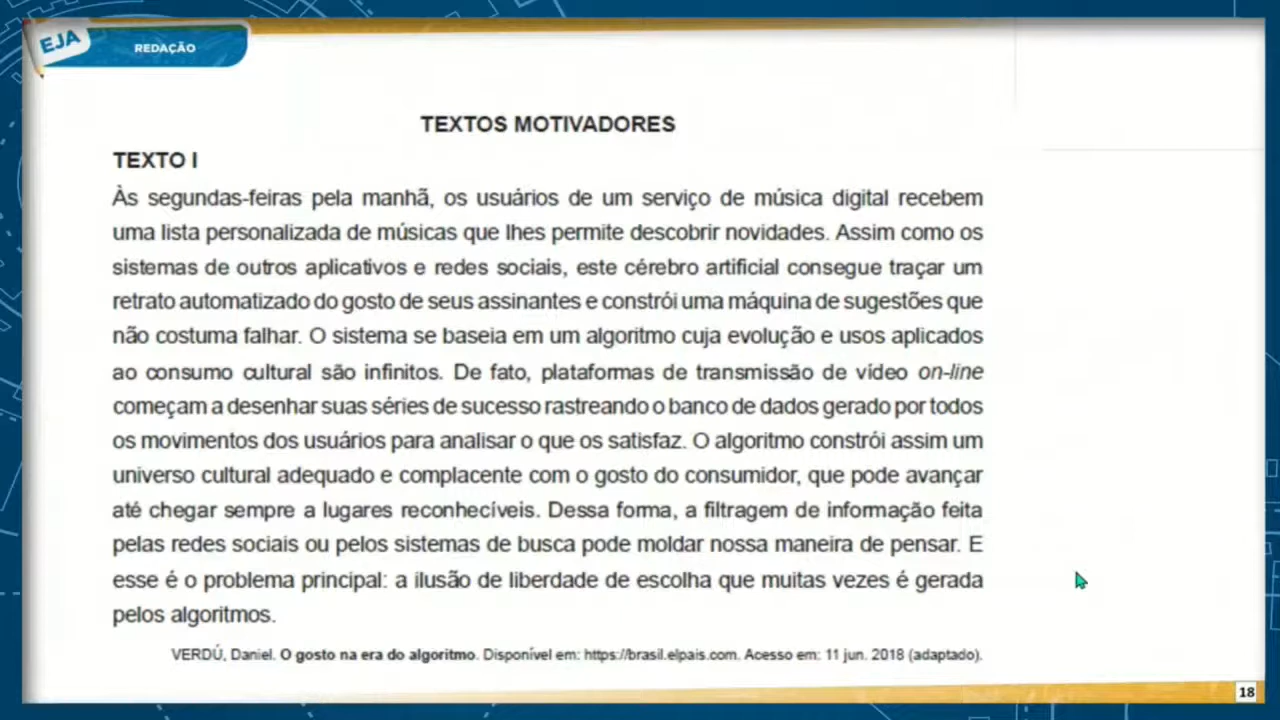 EJA
REDAÇÃO
TEXTOS MOTIVADORES
TEXTO I
Às segundas-feiras pela manhã, os usuários de um serviço de música digital recebem
uma lista personalizada de músicas que lhes permite descobrir novidades. Assim como os
sistemas de outros aplicativos e redes sociais, este cérebro artificial consegue traçar um
retrato automatizado do gosto de seus assinantes e constrói uma máquina de sugestões que
não costuma falhar. O sistema se baseia em um algoritmo cuja evolução e usos aplicados
ao consumo cultural são infinitos. De fato, plataformas de transmissão de vídeo on-line
começam a desenhar suas séries de sucesso rastreando o banco de dados gerado por todos
os movimentos dos usuários para analisar o que os satisfaz. O algoritmo constrói assim um
universo cultural adequado e complacente com o gosto do consumidor, que pode avançar
até chegar sempre a lugares reconhecíveis. Dessa forma, a filtragem de informação feita
pelas redes sociais ou pelos sistemas de busca pode moldar nossa maneira de pensar. E
esse é o problema principal: a ilusão de liberdade de escolha que muitas vezes é gerada
pelos algoritmos.
VERDÚ, Daniel. O gosto na era do algoritmo. Disponível em: https://brasil.elpais.com. Acesso em: 11 jun. 2018 (adaptado).
18